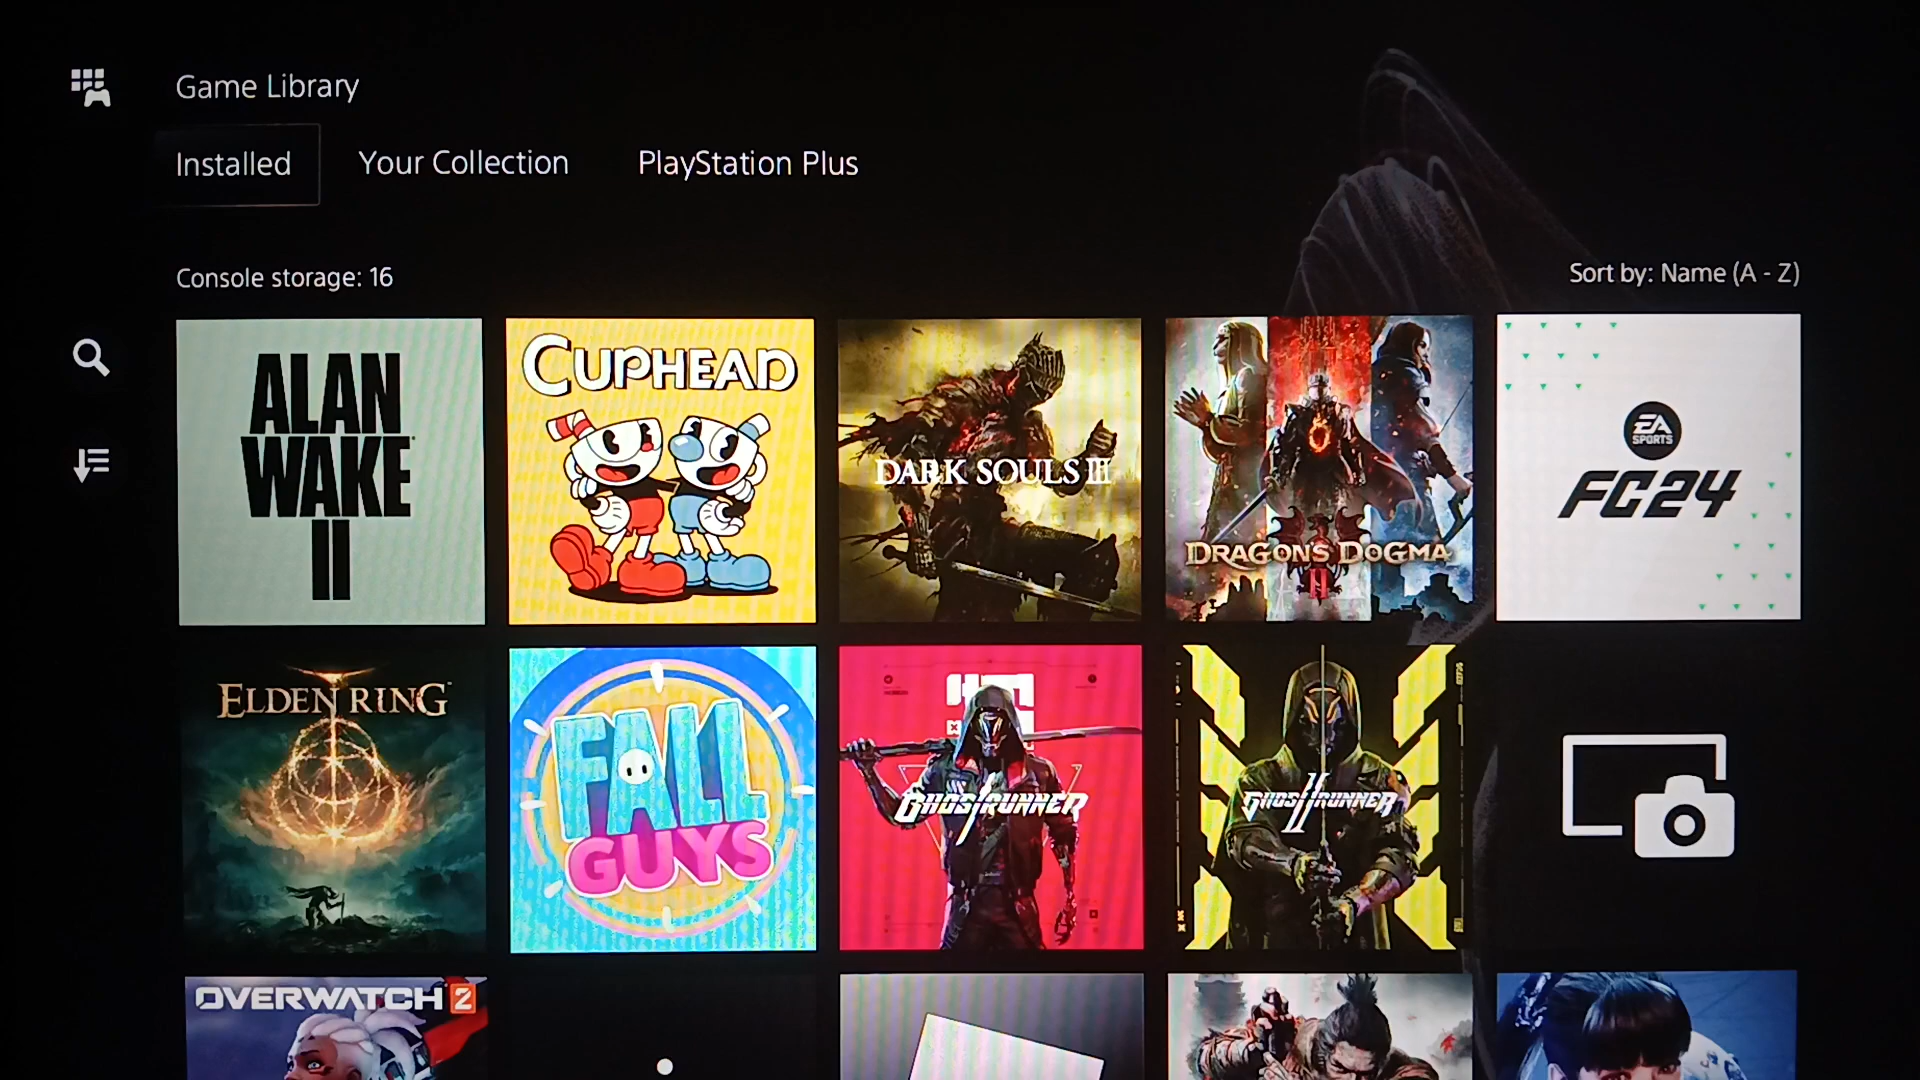 Game Library
Installed
Your Collection
PlayStation Plus
Console storage: 16
Sort by: Name (A - Z)
ALAN
WAKE
II
CUPHEAD
DARK SOULS III
DRAGON'S DOGMA
II
EA
SPORTS
FC24
ELDEN RING
FALL
GUYS
GHOSTRUNNER
GHOSTRUNNER
II
OVERWATCH 2